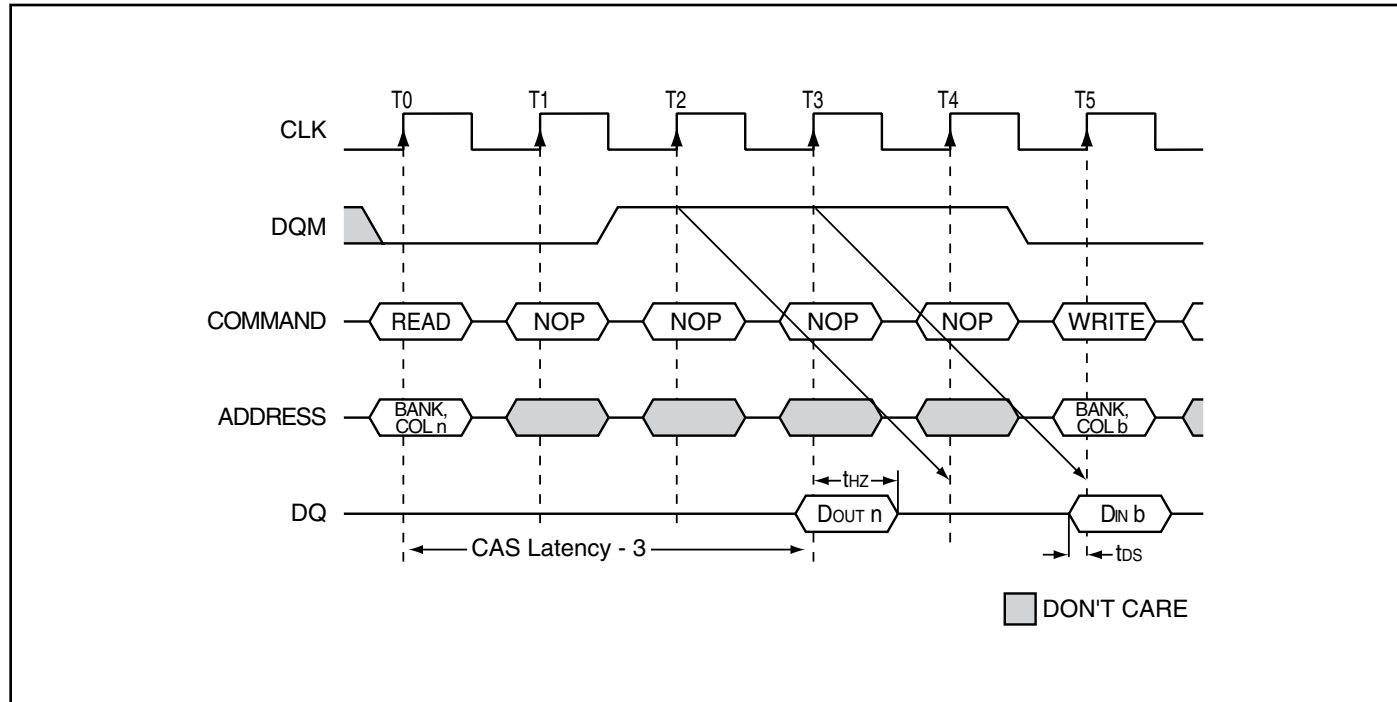 T0 T1 T2 T3 T4 T5
CLK
DQM
COMMAND READ NOP NOP NOP NOP WRITE
ADDRESS BANK, COL n BANK, COL b
tHZ
DQ DOUT n DIN b
CAS Latency - 3 tDS
DON'T CARE